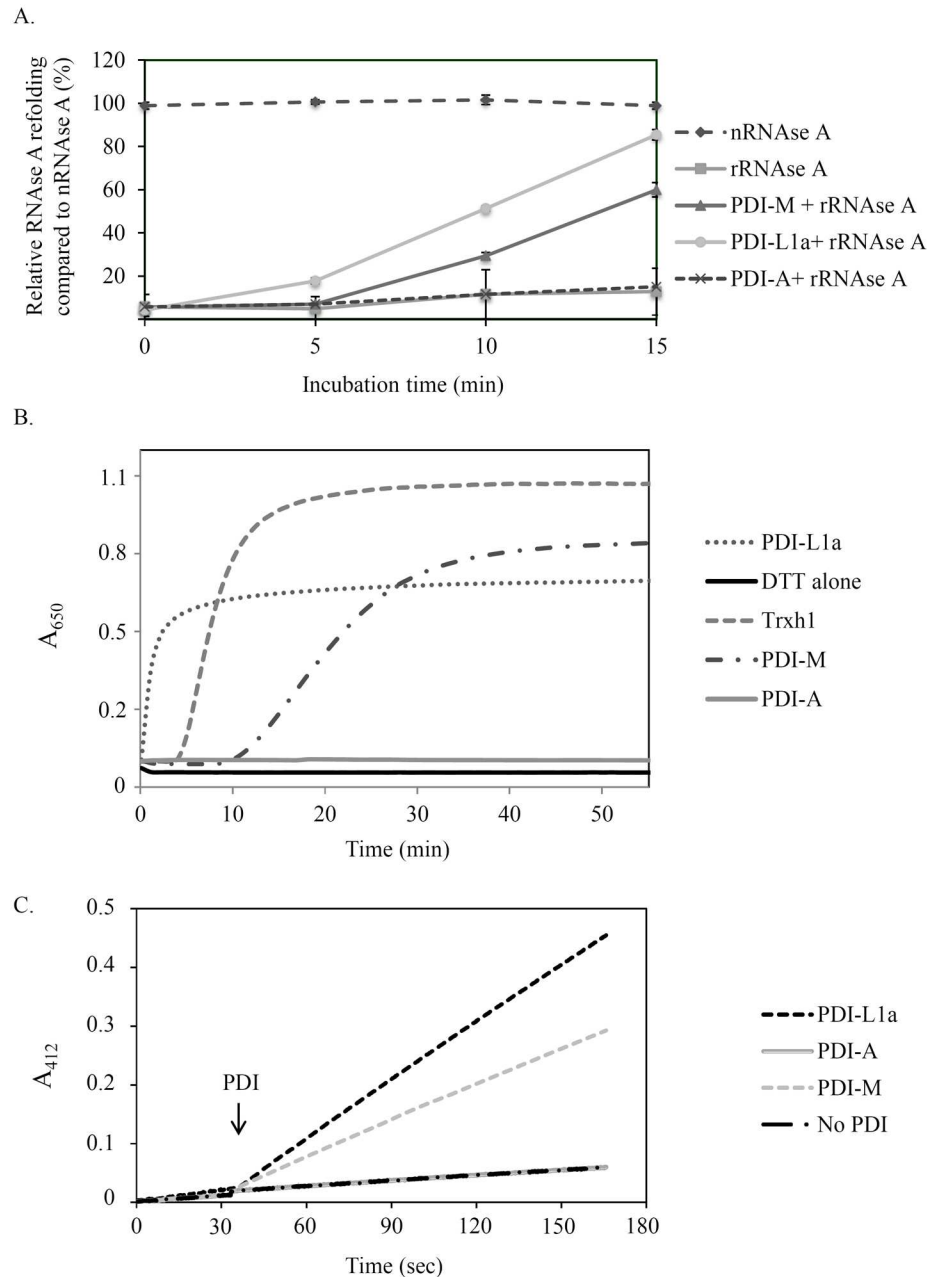 A.
Relative RNAse A refolding
compared to nRNAse A (%)
120
100
80
60
40
20
0
5
10
15
Incubation time (min)
nRNAse A
rRNAse A
PDI-M + rRNAse A
PDI-L1a+ rRNAse A
PDI-A+ rRNAse A
B.
A650
1.1
0.8
0.5
0.2
0
0
10
20
30
40
50
Time (min)
PDI-L1a
DTT alone
Trxh1
PDI-M
PDI-A
C.
A412
0.5
0.4
0.3
0.2
0.1
0
PDI
0
30
60
90
120
150
180
Time (sec)
PDI-L1a
PDI-A
PDI-M
No PDI